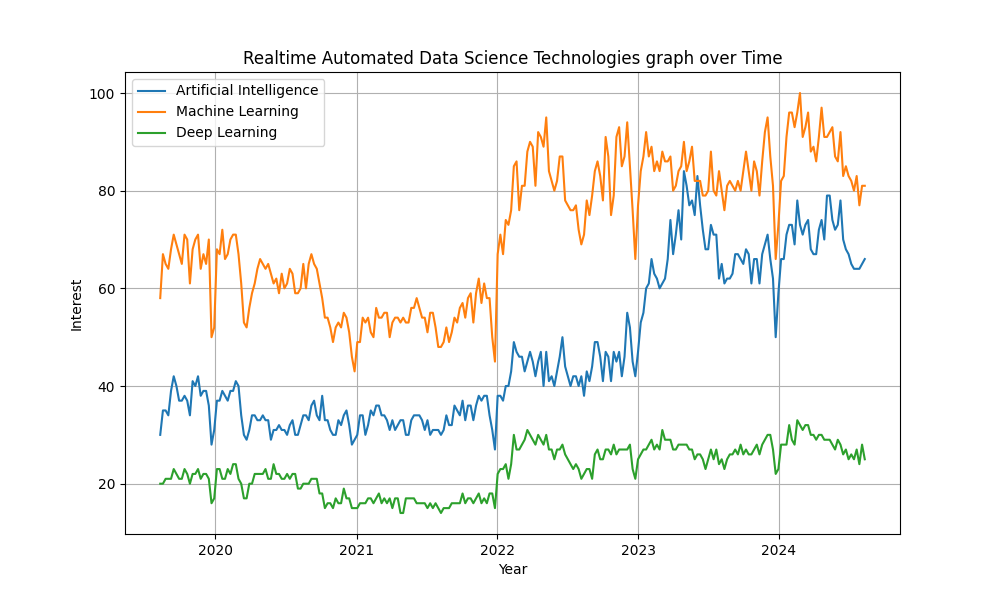 Realtime Automated Data Science Technologies graph over Time
Artificial Intelligence
Machine Learning
Deep Learning
Interest
100
80
60
40
20
2020 2021 2022 2023 2024
Year